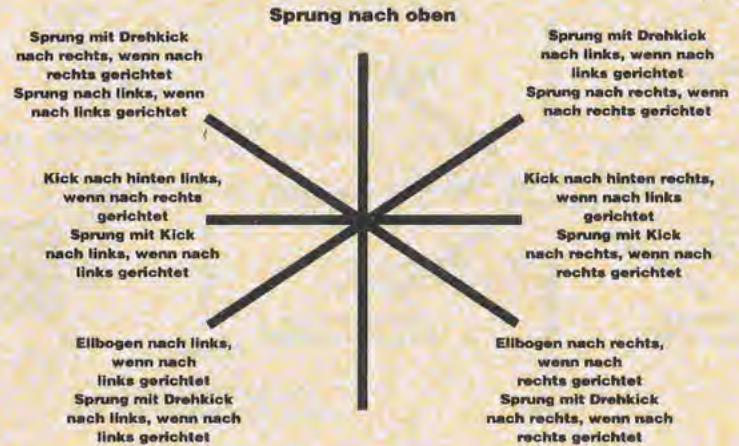 Sprung nach oben
Sprung mit Drehkick
nach rechts, wenn nach
rechts gerichtet
Sprung nach links, wenn
nach links gerichtet
Sprung mit Drehkick
nach links, wenn nach
links gerichtet
Sprung nach rechts, wenn
nach rechts gerichtet
Kick nach hinten links,
wenn nach rechts
gerichtet
Sprung mit Kick
nach links, wenn nach
links gerichtet
Kick nach hinten rechts,
wenn nach links
gerichtet
Sprung mit Kick
nach rechts, wenn nach
rechts gerichtet
Ellbogen nach links,
wenn nach
links gerichtet
Sprung mit Drehkick
nach links, wenn nach
links gerichtet
Ellbogen nach rechts,
wenn nach
rechts gerichtet
Sprung mit Drehkick
nach rechts, wenn nach
rechts gerichtet